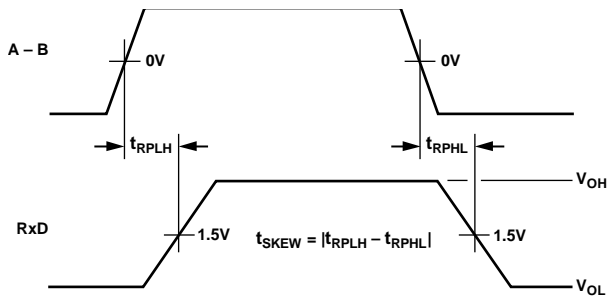 A – B
0V
0V
tRPLH
tRPHL
VOH
RxD
1.5V
tSKEW = |tRPLH – tRPHL|
1.5V
VOL